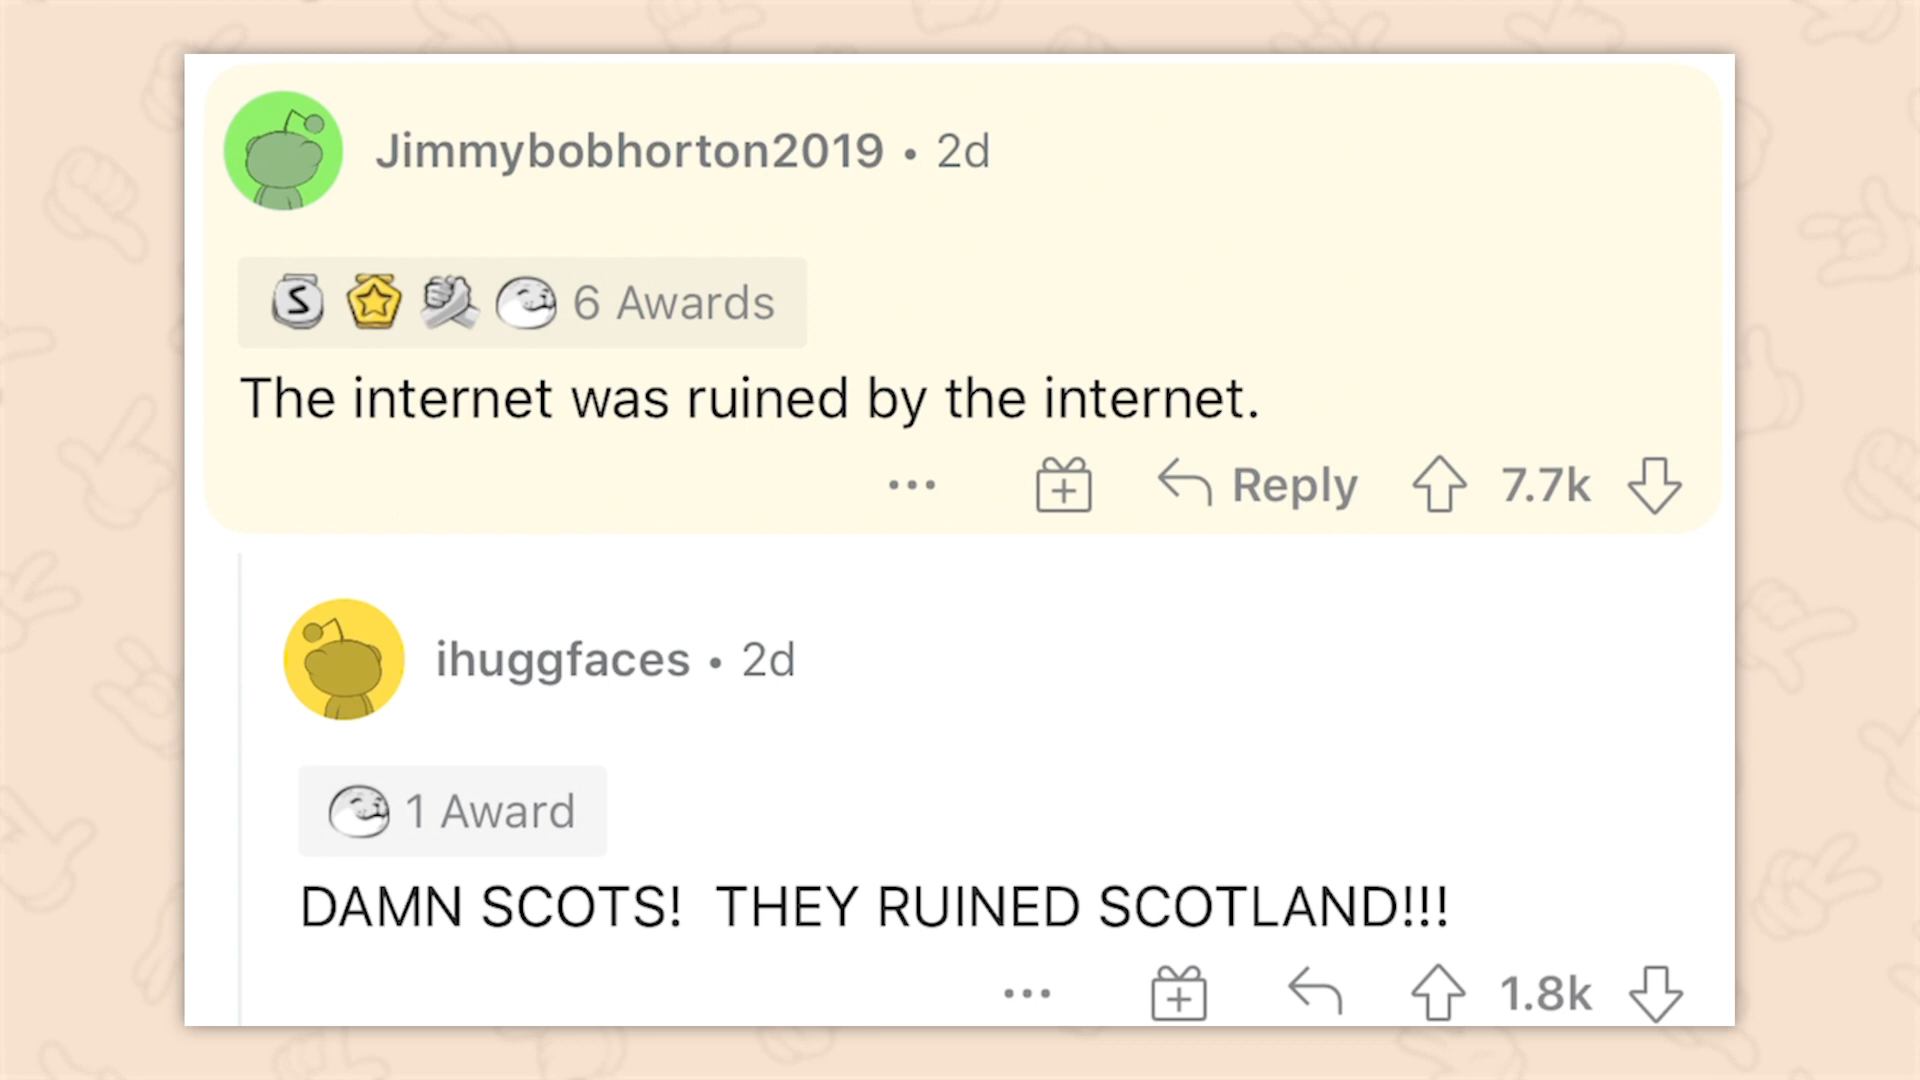 Jimmybobhorton2019 • 2d
S 6 Awards
The internet was ruined by the internet.
... Reply 7.7k
ihuggfaces • 2d
1 Award
DAMN SCOTS! THEY RUINED SCOTLAND!!!
... 1.8k